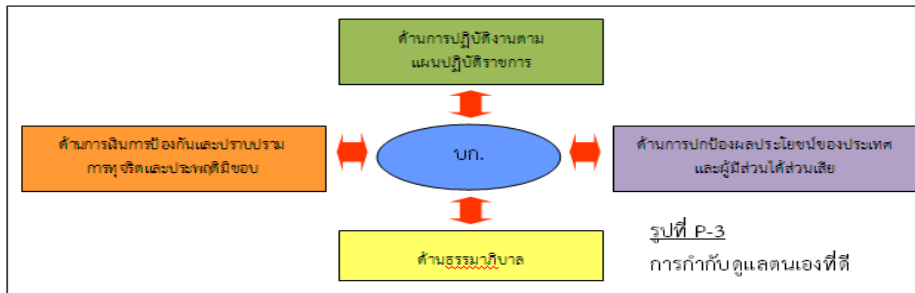 ด้านการปฏิบัติงานตาม
แผนปฏิบัติราชการ
ด้านการเงินการป้องกันและปราบปราม
การทุจริตและประพฤติมิชอบ
บก.
ด้านการปกป้องผลประโยชน์ของประเทศ
และผู้มีส่วนได้ส่วนเสีย
ด้านธรรมาภิบาล
รูปที่ P-3
การกำกับดูแลตนเองที่ดี